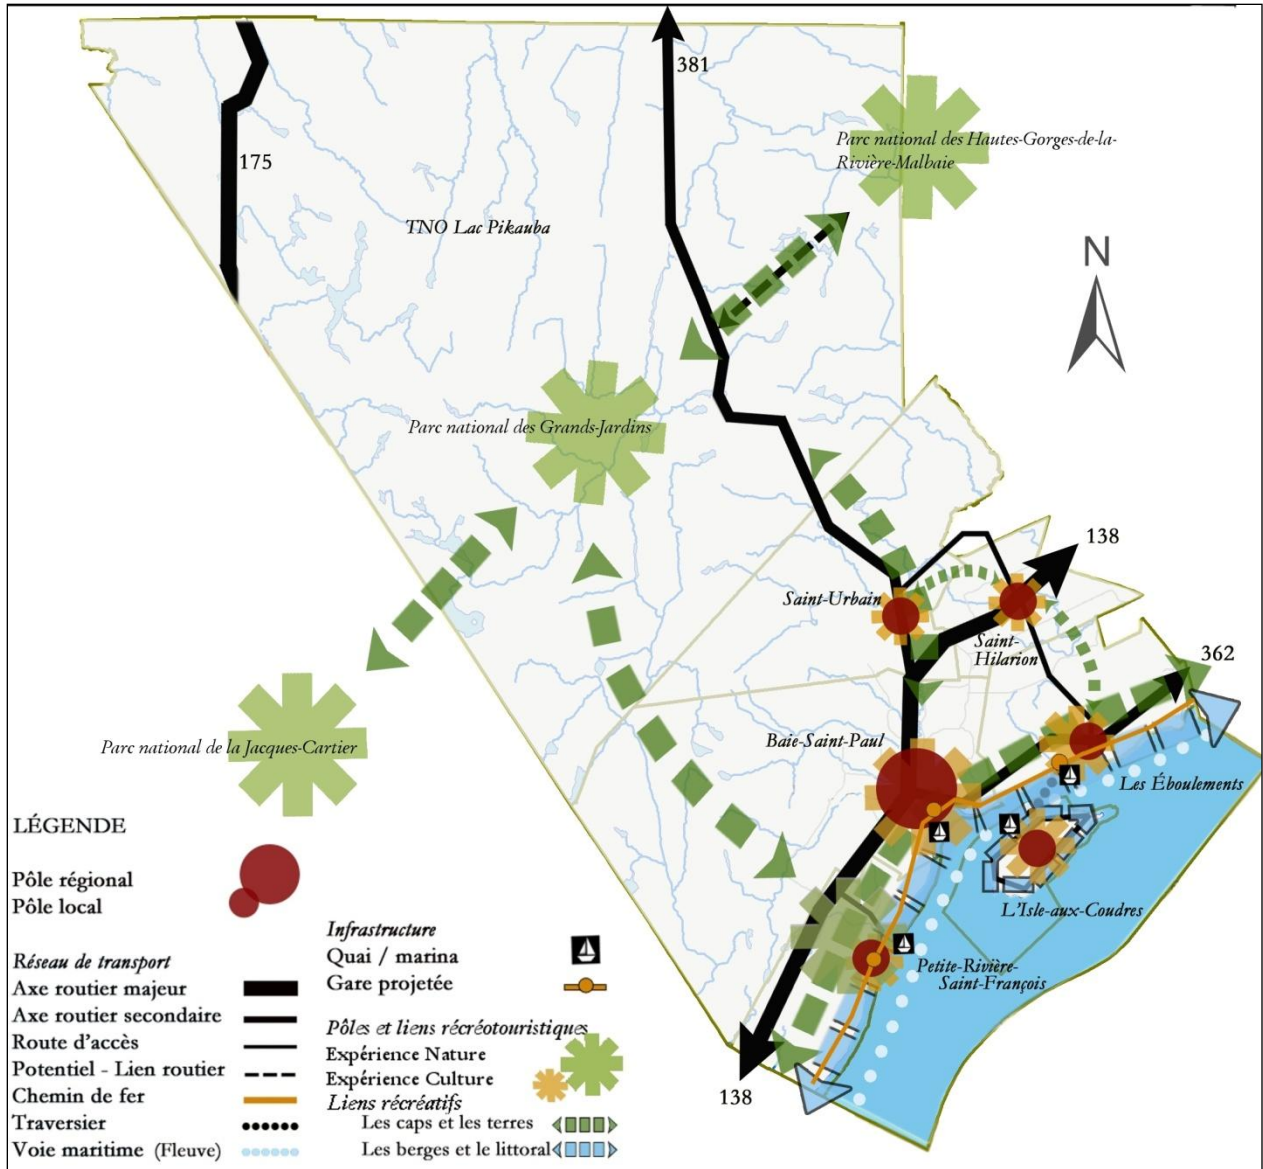 381
175
Parc national des Hautes-Gorges-de-la-
Rivière-Malbaie
TNO Lac Pikauba
N
Parc national des Grands-Jardins
138
Saint-Urbain
Saint-
Hilarion
362
Parc national de la Jacques-Cartier
Baie-Saint-Paul
Les Éboulements
L'Isle-aux-Coudres
Petite-Rivière-
Saint-François
138
LÉGENDE
Pôle régional
Pôle local
Réseau de transport
Axe routier majeur
Axe routier secondaire
Route d'accès
Potentiel - Lien routier
Chemin de fer
Traversier
Voie maritime (Fleuve)
Infrastructure
Quai / marina
Gare projetée
Pôles et liens récréotouristiques
Expérience Nature
Expérience Culture
Liens récréatifs
Les caps et les terres
Les berges et le littoral